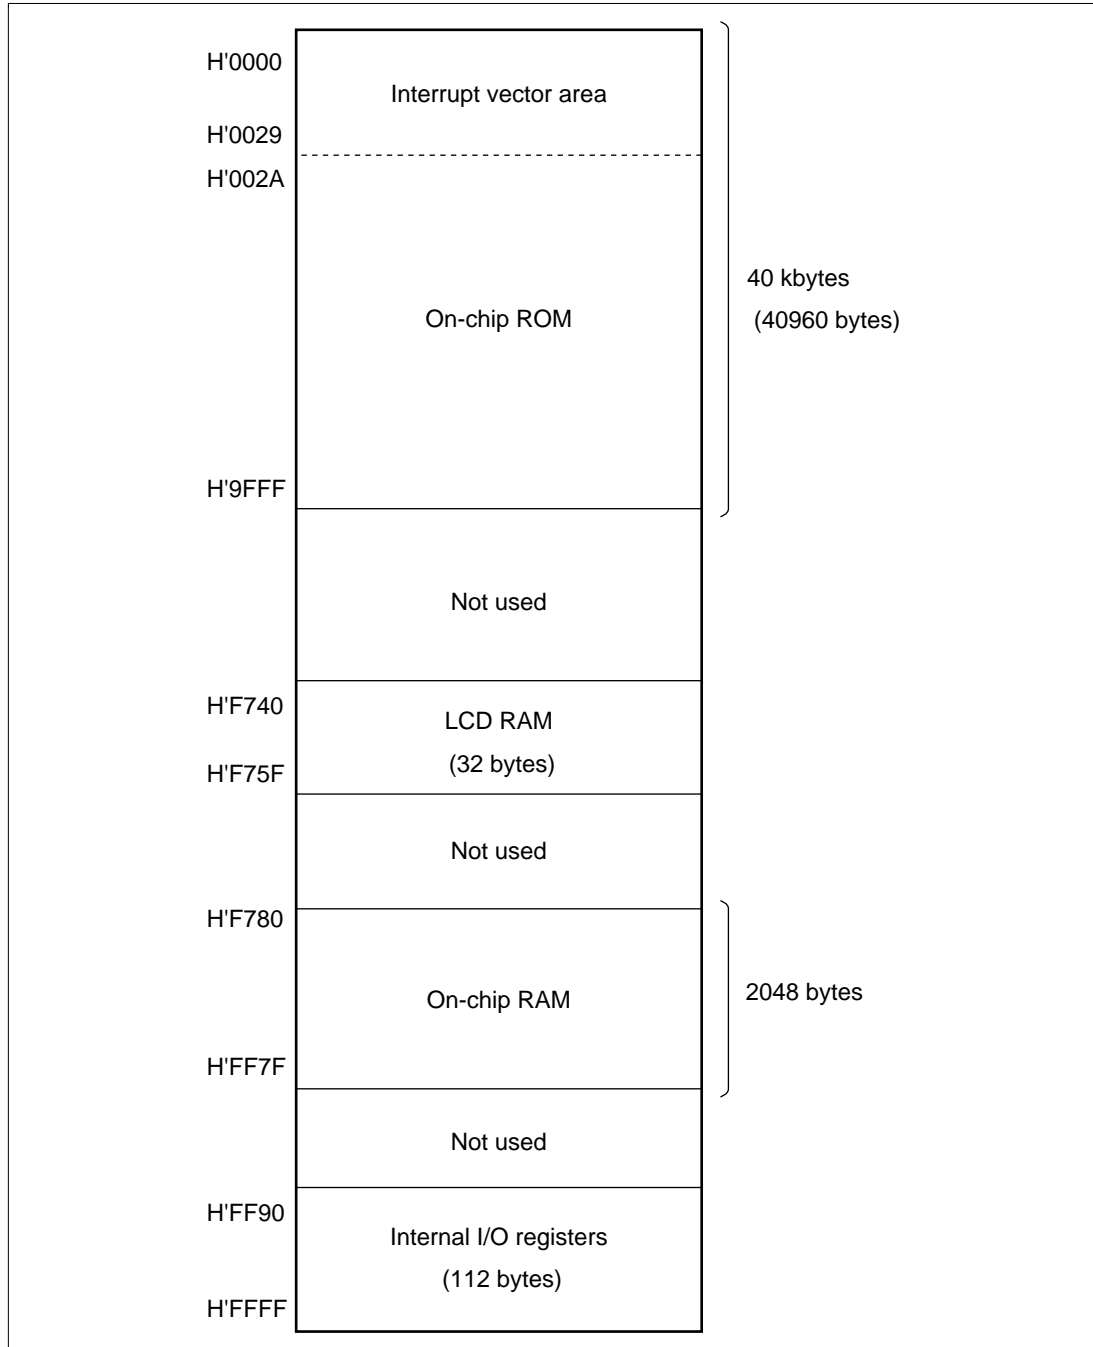 H'0000
Interrupt vector area
H'0029
H'002A
40 kbytes
On-chip ROM
(40960 bytes)
H'9FFF
Not used
H'F740
LCD RAM
(32 bytes)
H'F75F
Not used
H'F780
On-chip RAM
2048 bytes
H'FF7F
Not used
H'FF90
Internal I/O registers
(112 bytes)
H'FFFF